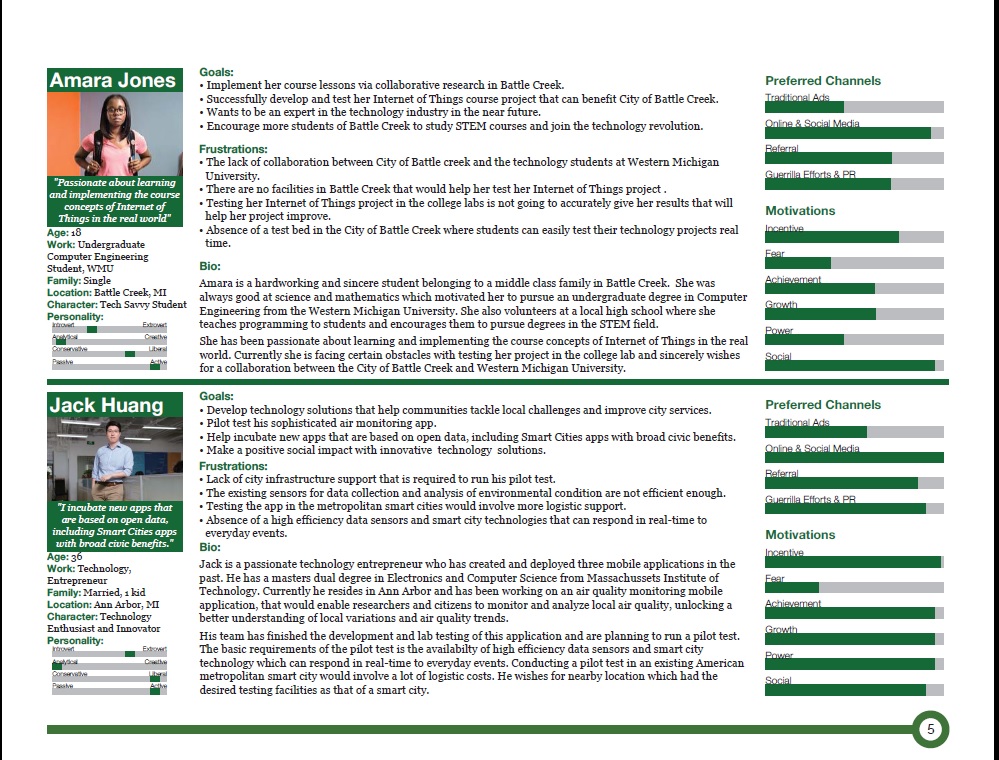 Amara Jones
"Passionate about learning
and implementing the course
concepts of Internet of
Things in the real world"
Age: 18
Work: Undergraduate
Computer Engineering
Student, WMU
Family: Single
Location: Battle Creek, MI
Character: Tech Savvy Student
Personality:
Introvert Extrovert
Analytical Creative
Conservative Liberal
Passive Active
Goals:
• Implement her course lessons via collaborative research in Battle Creek.
• Successfully develop and test her Internet of Things course project that can benefit City of Battle Creek.
• Wants to be an expert in the technology industry in the near future.
• Encourage more students of Battle Creek to study STEM courses and join the technology revolution.
Frustrations:
• The lack of collaboration between City of Battle creek and the technology students at Western Michigan
University.
• There are no facilities in Battle Creek that would help her test her Internet of Things project .
• Testing her Internet of Things project in the college labs is not going to accurately give her results that will
help her project improve.
• Absence of a test bed in the City of Battle Creek where students can easily test their technology projects real
time.
Bio:
Amara is a hardworking and sincere student belonging to a middle class family in Battle Creek. She was
always good at science and mathematics which motivated her to pursue an undergraduate degree in Computer
Engineering from the Western Michigan University. She also volunteers at a local high school where she
teaches programming to students and encourages them to pursue degrees in the STEM field.
She has been passionate about learning and implementing the course concepts of Internet of Things in the real
world. Currently she is facing certain obstacles with testing her project in the college lab and sincerely wishes
for a collaboration between the City of Battle Creek and Western Michigan University.
Preferred Channels
Traditional Ads
Online & Social Media
Referral
Guerrilla Efforts & PR
Motivations
Incentive
Fear
Achievement
Growth
Power
Social
Jack Huang
"I incubate new apps that
are based on open data,
including Smart Cities apps
with broad civic benefits."
Age: 36
Work: Technology,
Entrepreneur
Family: Married, 1 kid
Location: Ann Arbor, MI
Character: Technology
Enthusiast and Innovator
Personality:
Introvert Extrovert
Analytical Creative
Conservative Liberal
Passive Active
Goals:
• Develop technology solutions that help communities tackle local challenges and improve city services.
• Pilot test his sophisticated air monitoring app.
• Help incubate new apps that are based on open data, including Smart Cities apps with broad civic benefits.
• Make a positive social impact with innovative technology solutions.
Frustrations:
• Lack of city infrastructure support that is required to run his pilot test.
• The existing sensors for data collection and analysis of environmental condition are not efficient enough.
• Testing the app in the metropolitan smart cities would involve more logistic support.
• Absence of a high efficiency data sensors and smart city technologies that can respond in real-time to
everyday events.
Bio:
Jack is a passionate technology entrepreneur who has created and deployed three mobile applications in the
past. He has a masters dual degree in Electronics and Computer Science from Massachussets Institute of
Technology. Currently he resides in Ann Arbor and has been working on an air quality monitoring mobile
application, that would enable researchers and citizens to monitor and analyze local air quality, unlocking a
better understanding of local variations and air quality trends.
His team has finished the development and lab testing of this application and are planning to run a pilot test.
The basic requirements of the pilot test is the availabilty of high efficiency data sensors and smart city
technology which can respond in real-time to everyday events. Conducting a pilot test in an existing American
metropolitan smart city would involve a lot of logistic costs. He wishes for nearby location which had the
desired testing facilities as that of a smart city.
Preferred Channels
Traditional Ads
Online & Social Media
Referral
Guerrilla Efforts & PR
Motivations
Incentive
Fear
Achievement
Growth
Power
Social
5